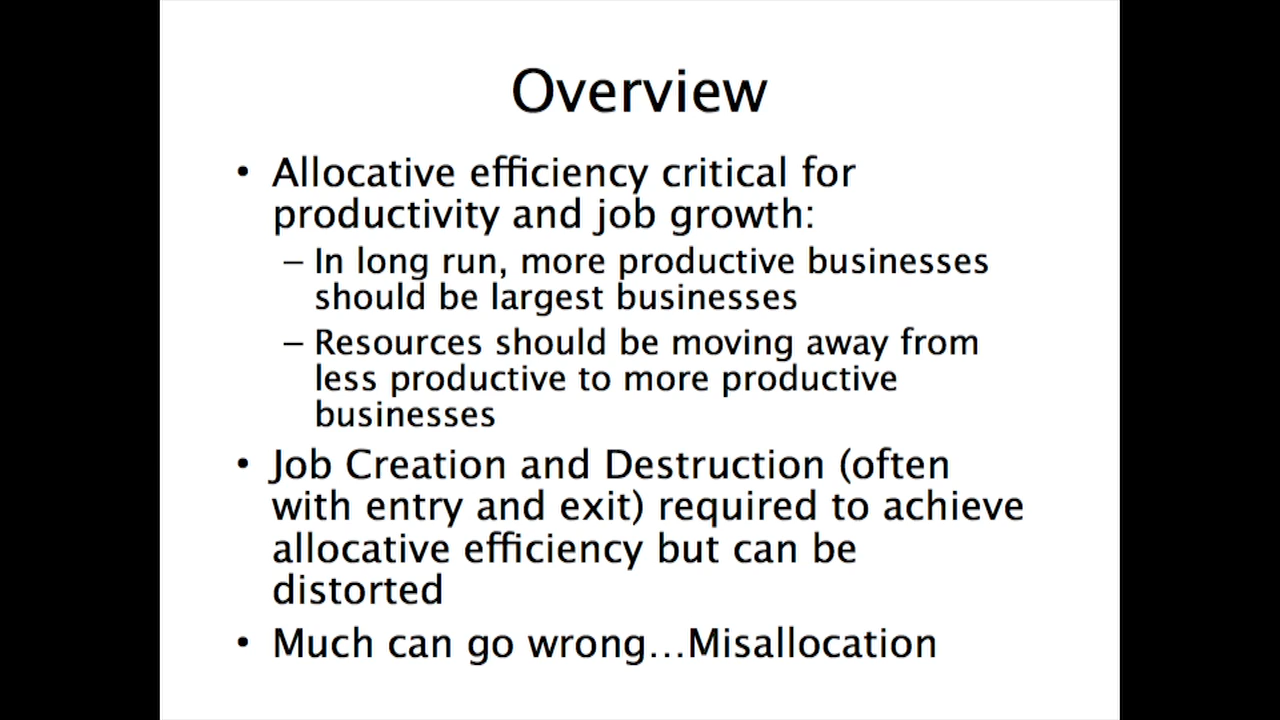 Overview
• Allocative efficiency critical for
productivity and job growth:
– In long run, more productive businesses
should be largest businesses
– Resources should be moving away from
less productive to more productive
businesses
• Job Creation and Destruction (often
with entry and exit) required to achieve
allocative efficiency but can be
distorted
• Much can go wrong…Misallocation